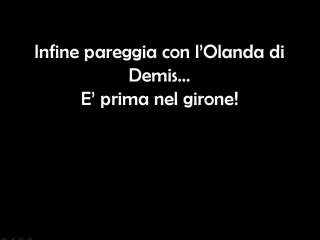 Infine pareggia con l’Olanda di
Demis...
E’ prima nel girone!